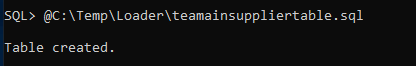 SQL> @C:\Temp\Loader\teamainsuppliertable.sql
Table created.